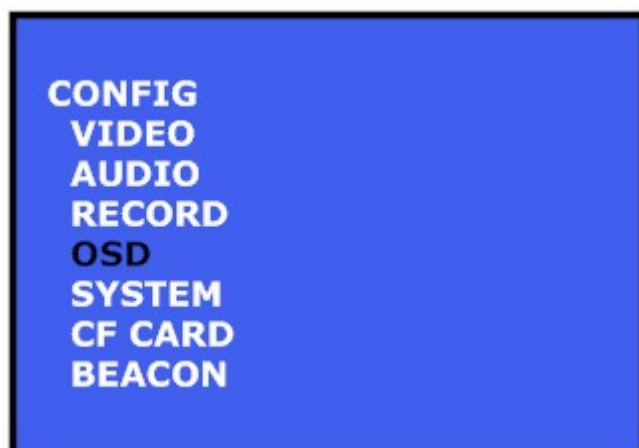 CONFIG
VIDEO
AUDIO
RECORD
OSD
SYSTEM
CF CARD
BEACON